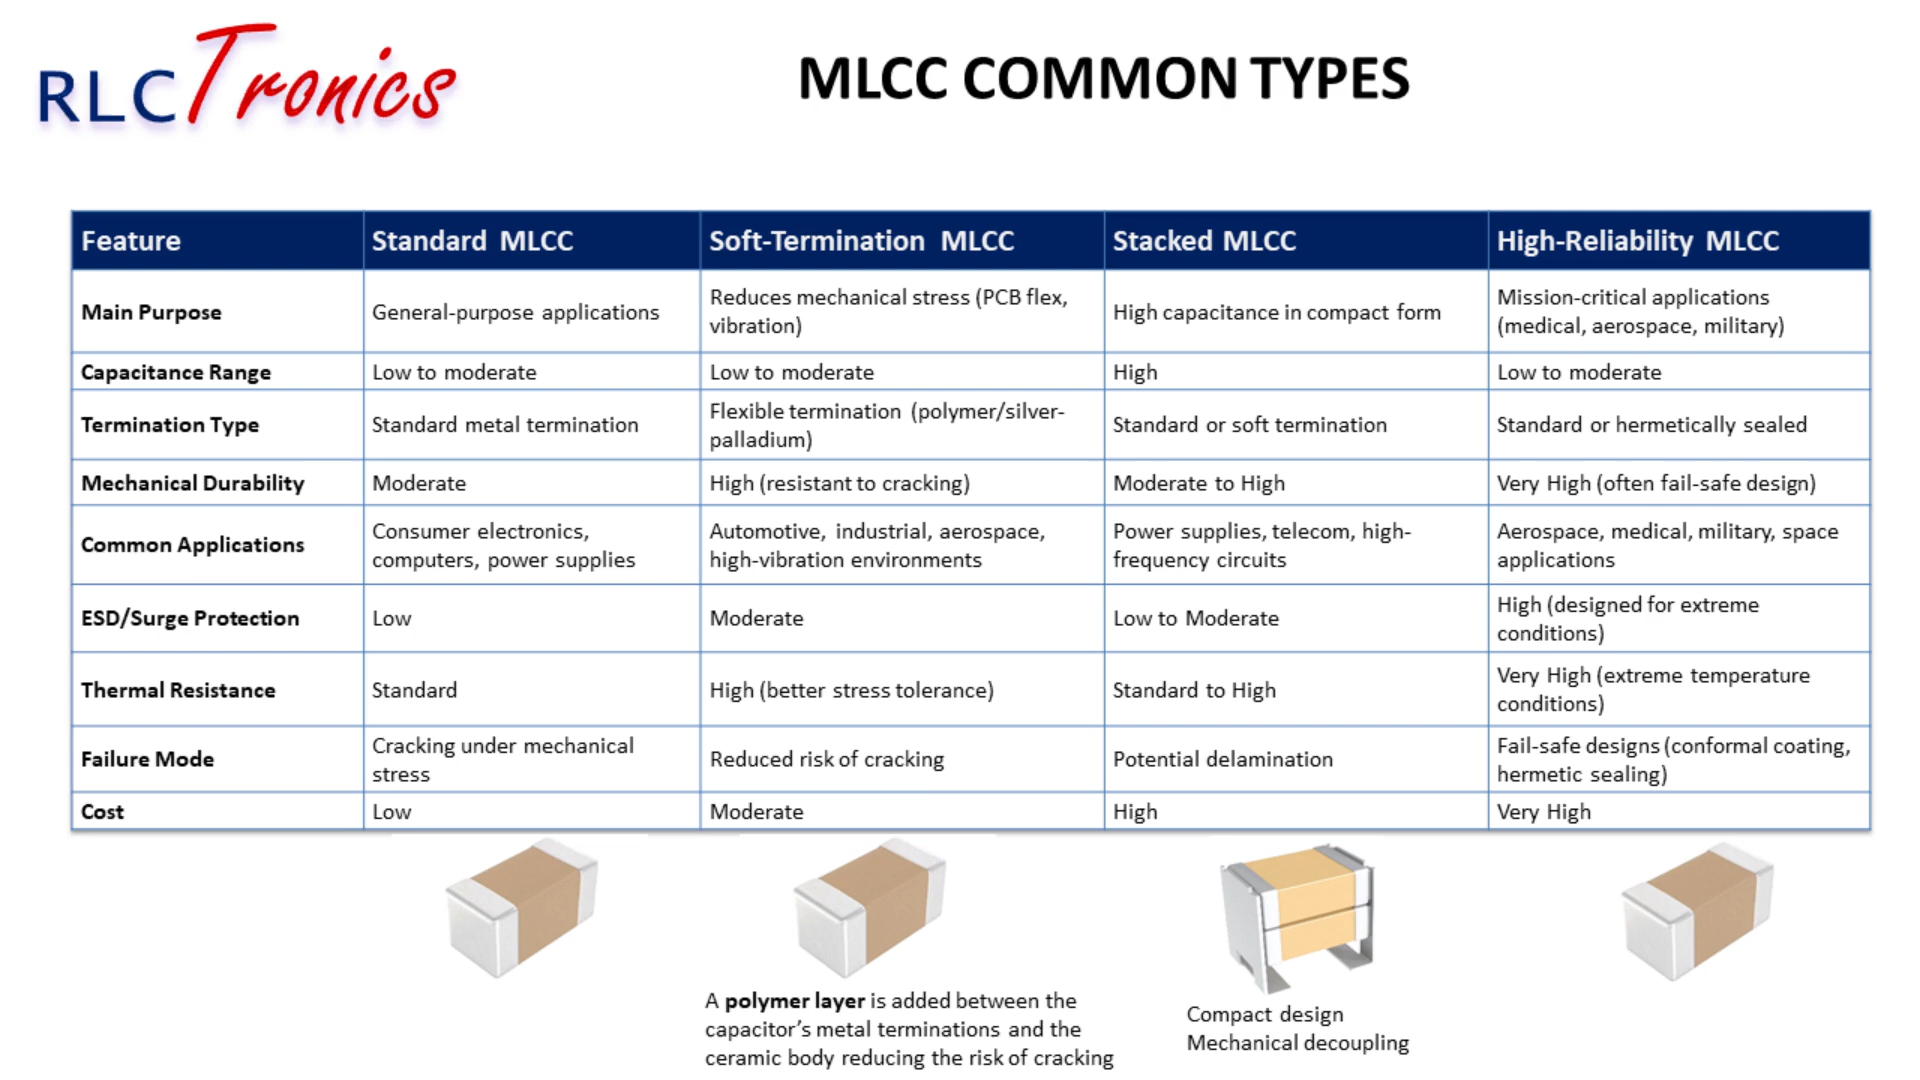 RLC Tronics
MLCC COMMON TYPES
Feature
Standard MLCC
Soft-Termination MLCC
Stacked MLCC
High-Reliability MLCC
Main Purpose
General-purpose applications
Reduces mechanical stress (PCB flex,
vibration)
High capacitance in compact form
Mission-critical applications
(medical, aerospace, military)
Capacitance Range
Low to moderate
Low to moderate
High
Low to moderate
Termination Type
Standard metal termination
Flexible termination (polymer/silver-
palladium)
Standard or soft termination
Standard or hermetically sealed
Mechanical Durability
Moderate
High (resistant to cracking)
Moderate to High
Very High (often fail-safe design)
Common Applications
Consumer electronics,
computers, power supplies
Automotive, industrial, aerospace,
high-vibration environments
Power supplies, telecom, high-
frequency circuits
Aerospace, medical, military, space
applications
ESD/Surge Protection
Low
Moderate
Low to Moderate
High (designed for extreme
conditions)
Thermal Resistance
Standard
High (better stress tolerance)
Standard to High
Very High (extreme temperature
conditions)
Failure Mode
Cracking under mechanical
stress
Reduced risk of cracking
Potential delamination
Fail-safe designs (conformal coating,
hermetic sealing)
Cost
Low
Moderate
High
Very High
A polymer layer is added between the
capacitor’s metal terminations and the
ceramic body reducing the risk of cracking
Compact design
Mechanical decoupling